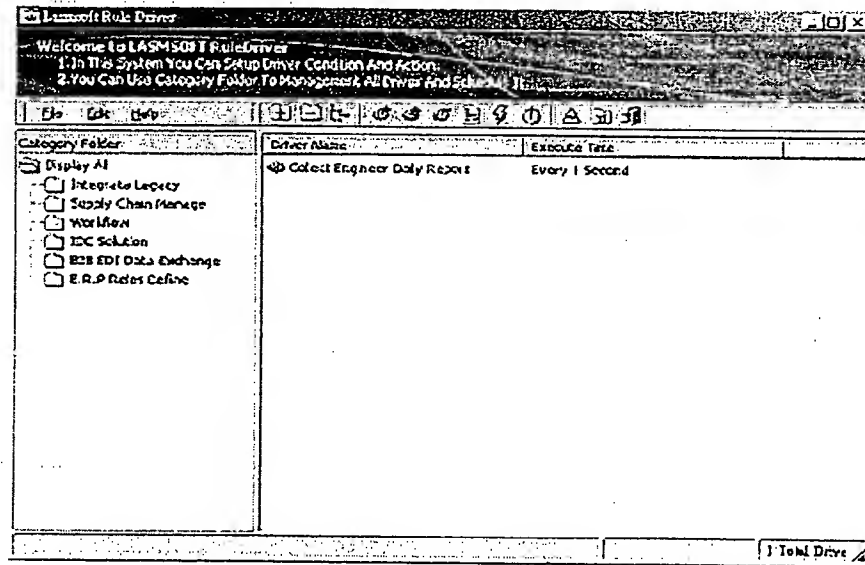 Lasmsoft Rule Driver
Welcome to LASMSOFT RuleDriver
1.In This System You Can Setup Driver Condition And Action.
2.You Can Use Category Folder To Management All Driver And
File Edit Help
Category Folder
Driver Name
Execute Time
Display All
Colect Engineer Daily Report
Every 1 Second
Integrate Legacy
Supply Chain Manage
Workflow
IDC Solution
B2B EDI Data Exchange
E.R.P Rules Define
1 Total Drive